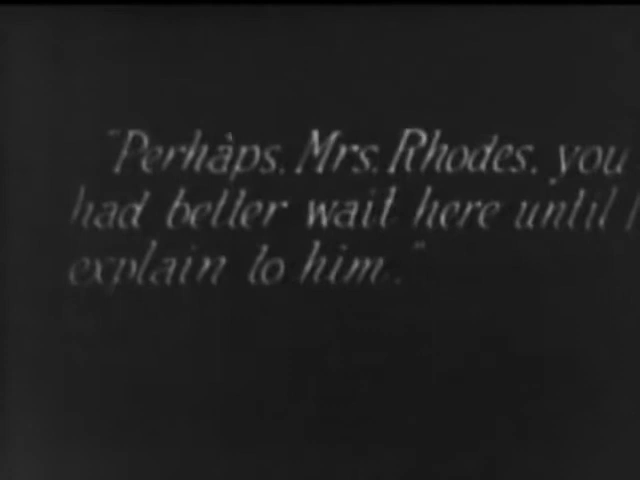 "Perhaps, Mrs. Rhodes, you
had better wait here until I
explain to him."